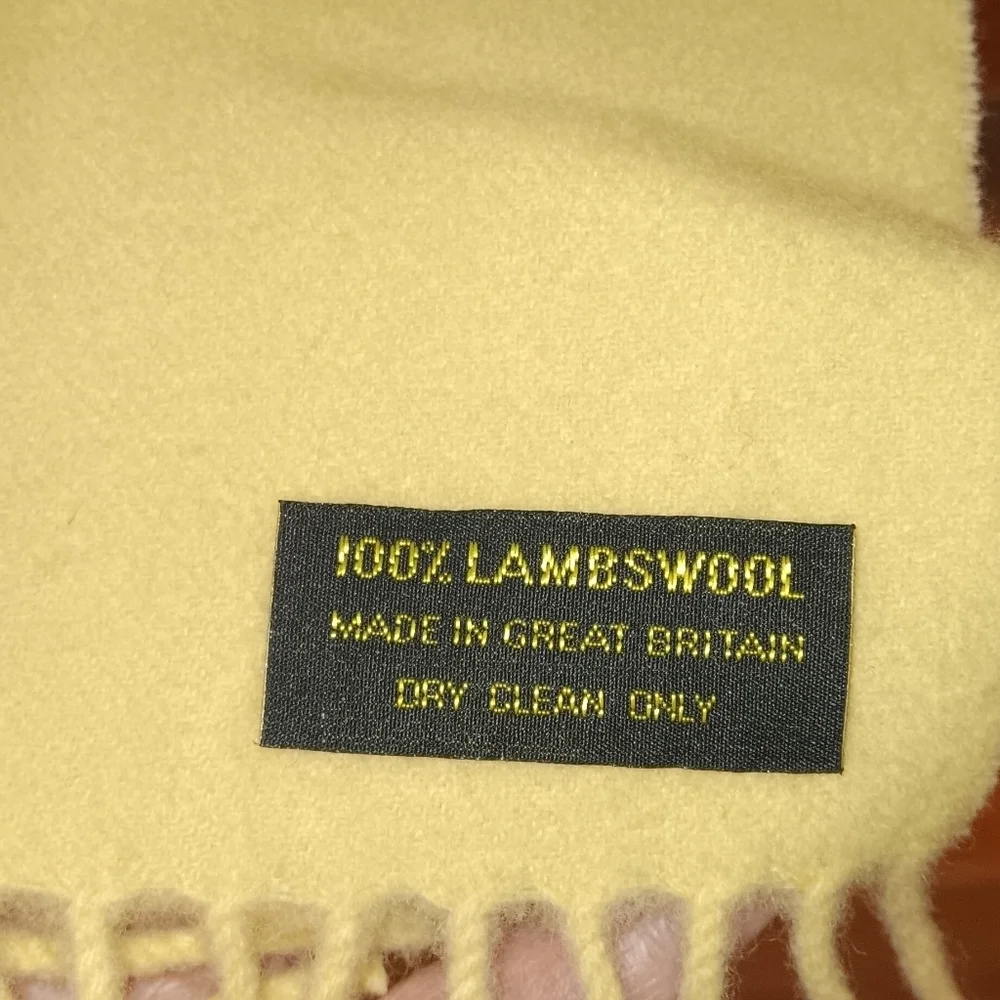 100% LAMBSWOOL
MADE IN GREAT BRITAIN
DRY CLEAN ONLY